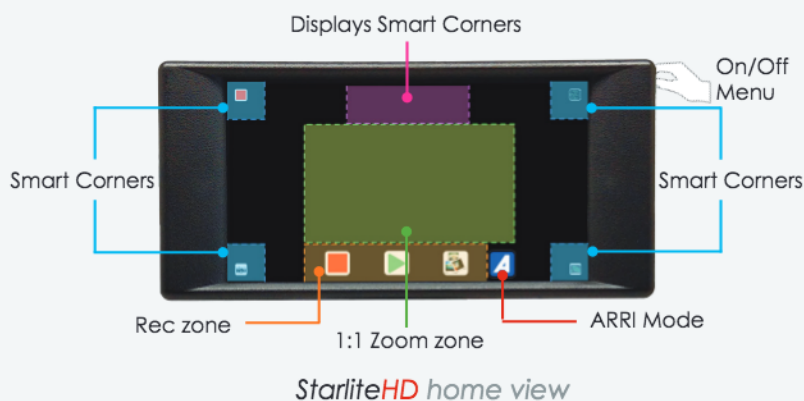 Displays Smart Corners
On/Off
Menu
Smart Corners
Smart Corners
A
Rec zone
1:1 Zoom zone
ARRI Mode
StarliteHD home view